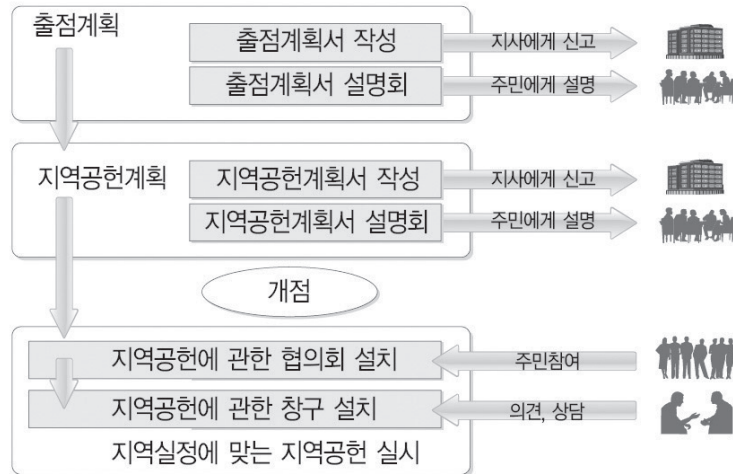 출점계획
출점계획서 작성
지사에게 신고
출점계획서 설명회
주민에게 설명
지역공헌계획
지역공헌계획서 작성
지사에게 신고
지역공헌계획서 설명회
주민에게 설명
개점
지역공헌에 관한 협의회 설치
주민참여
지역공헌에 관한 창구 설치
의견, 상담
지역실정에 맞는 지역공헌 실시